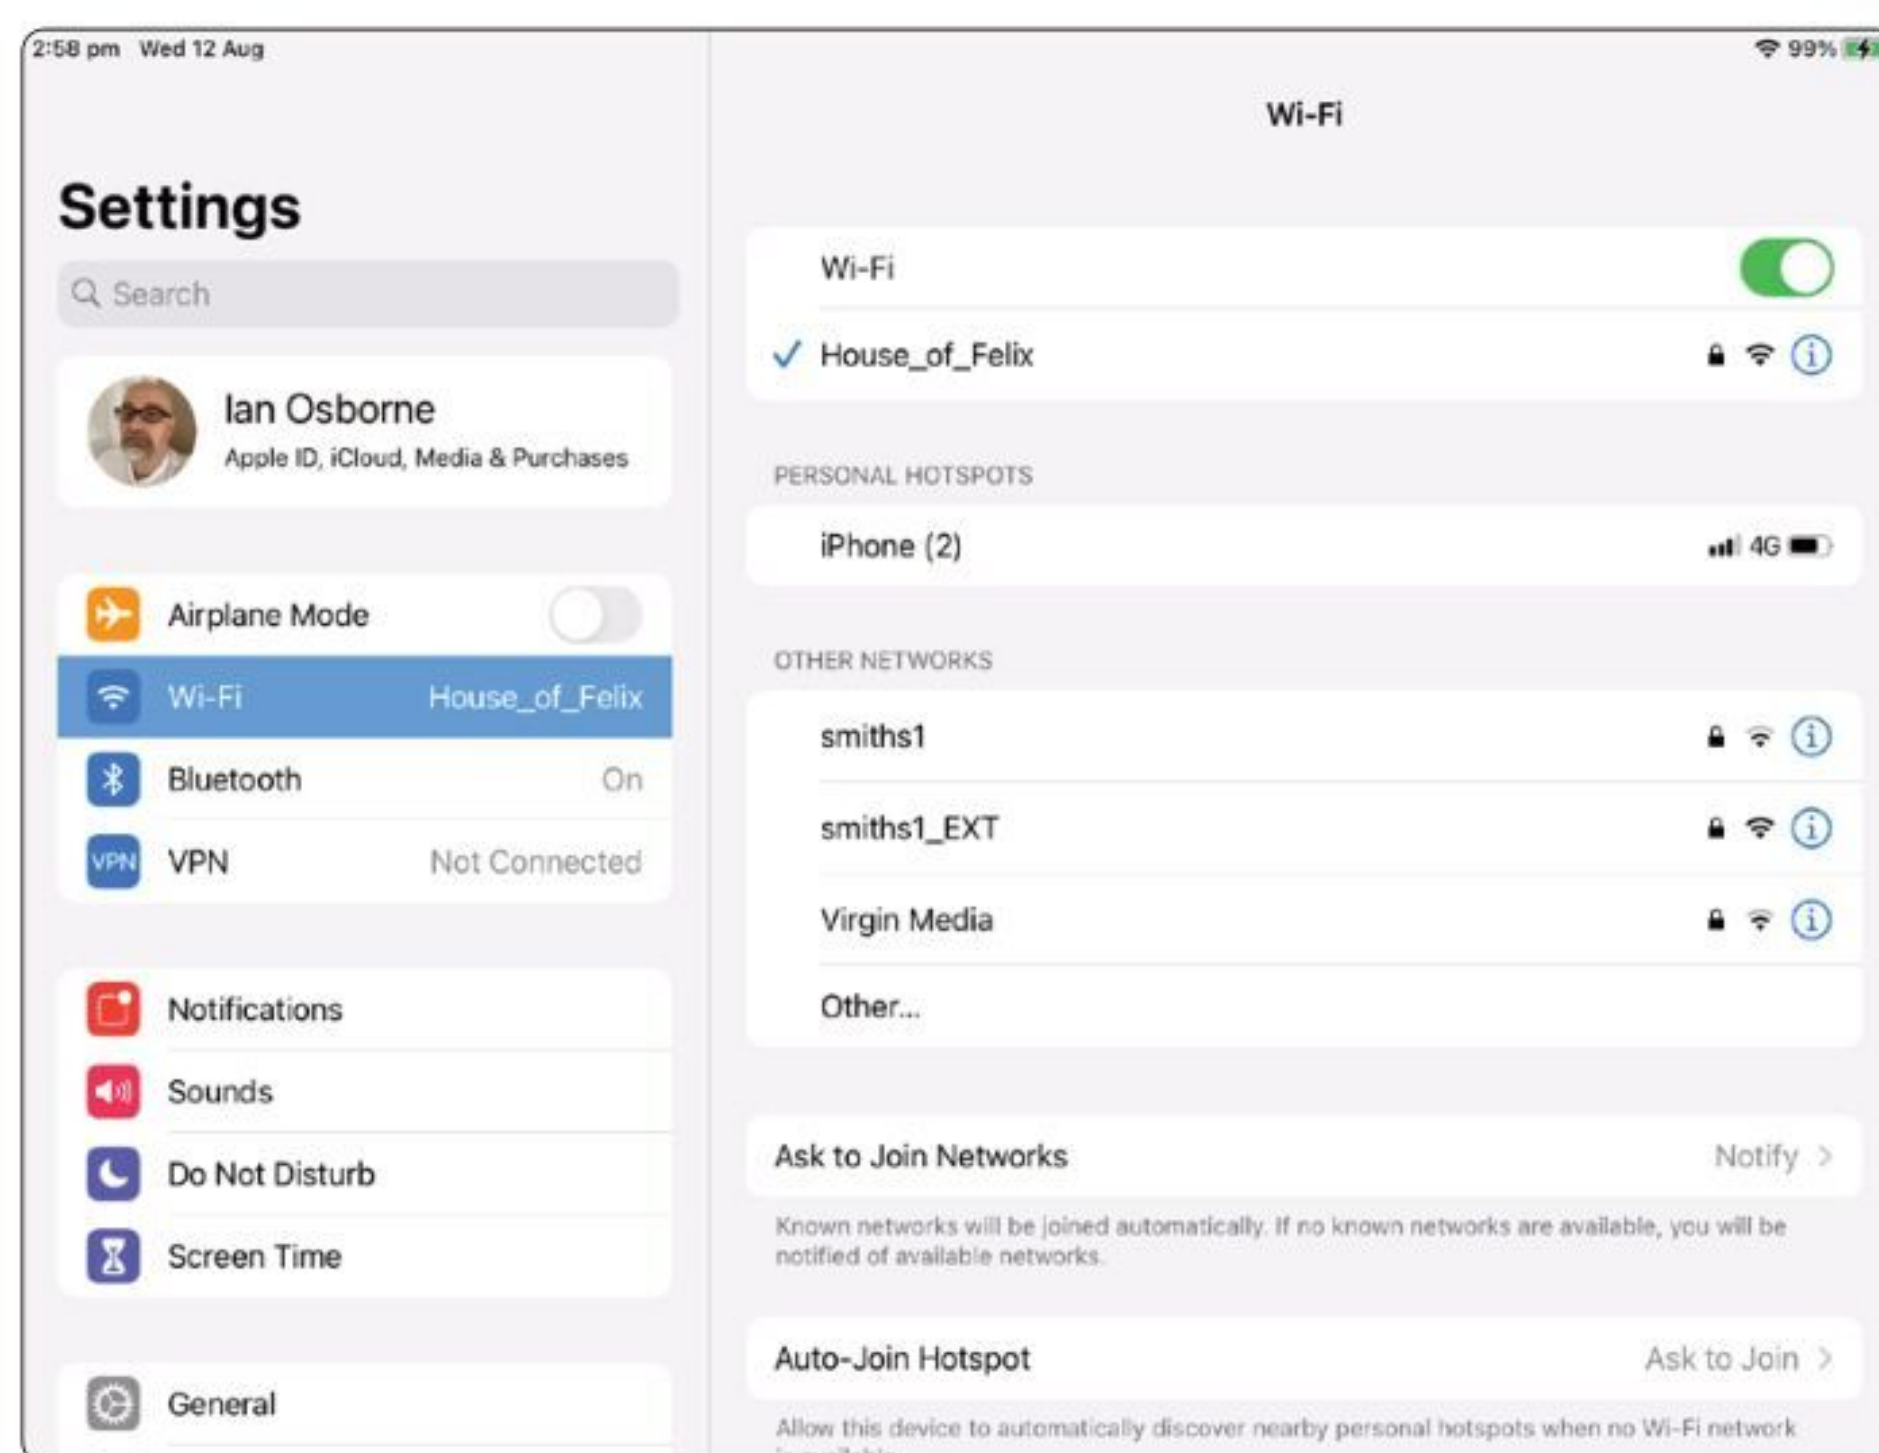 2:58 pm Wed 12 Aug
99%
Settings
Search
Ian Osborne
Apple ID, iCloud, Media & Purchases
Airplane Mode
Wi-Fi House_of_Felix
Bluetooth On
VPN VPN Not Connected
Notifications
Sounds
Do Not Disturb
Screen Time
General
Wi-Fi
Wi-Fi
House_of_Felix
PERSONAL HOTSPOTS
iPhone (2) 4G
OTHER NETWORKS
smiths1
smiths1_EXT
Virgin Media
Other...
Ask to Join Networks Notify
Known networks will be joined automatically. If no known networks are available, you will be
notified of available networks.
Auto-Join Hotspot Ask to Join
Allow this device to automatically discover nearby personal hotspots when no Wi-Fi network